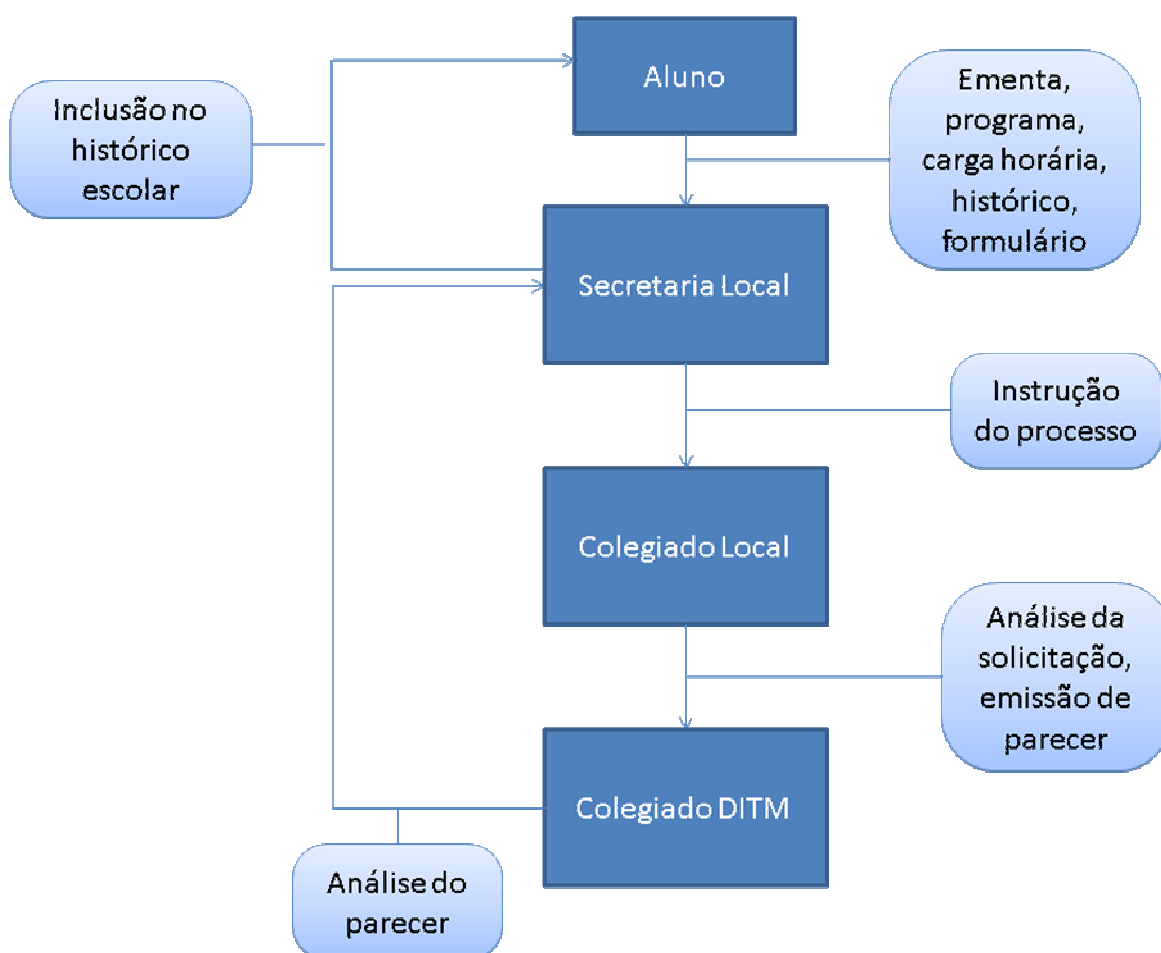 Aluno
Ementa,
programa,
carga horária,
histórico,
formulário
Inclusão no
histórico
escolar
Secretaria Local
Instrução
do processo
Colegiado Local
Análise da
solicitação,
emissão de
parecer
Colegiado DITM
Análise do
parecer